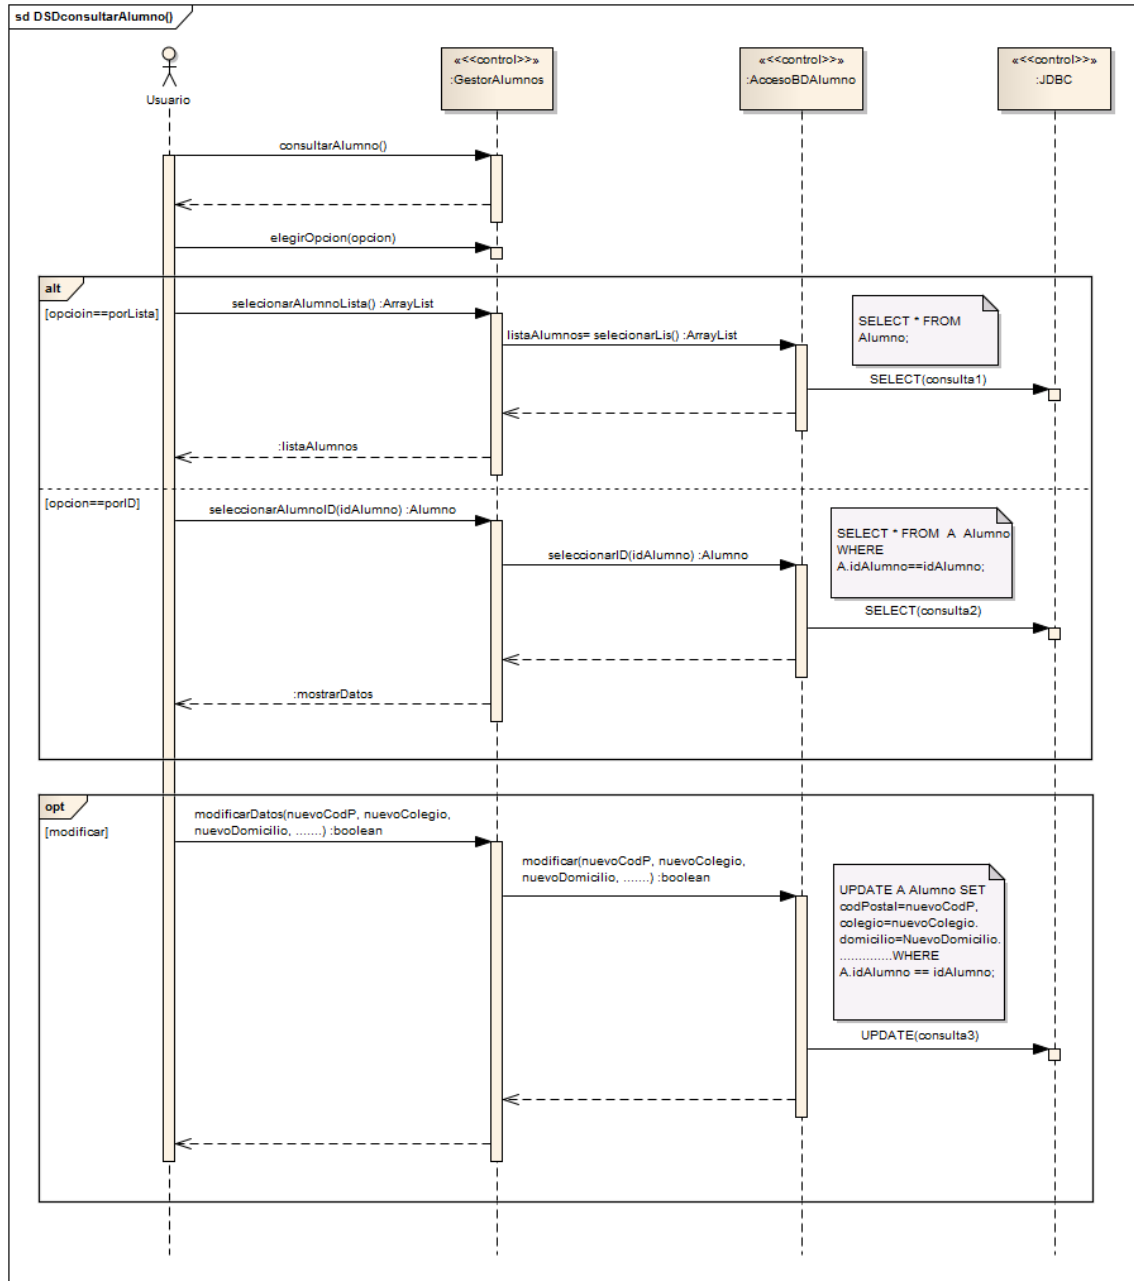 sd DSDconsultarAlumno()
Usuario
«<<control>>»
:GestorAlumnos
«<<control>>»
:AccesoBDAlumno
«<<control>>»
:JDBC
consultarAlumno()
elegirOpcion(opcion)
alt
[opcioin==porLista]
selecionarAlumnoLista() :ArrayList
listaAlumnos= selecionarLis() :ArrayList
SELECT * FROM
Alumno;
SELECT(consulta1)
:listaAlumnos
[opcion==porID]
seleccionarAlumnoID(idAlumno) :Alumno
seleccionarID(idAlumno) :Alumno
SELECT * FROM A Alumno
WHERE
A.idAlumno==idAlumno;
SELECT(consulta2)
:mostrarDatos
opt
[modificar]
modificarDatos(nuevoCodP, nuevoColegio,
nuevoDomicilio, .......) :boolean
modificar(nuevoCodP, nuevoColegio,
nuevoDomicilio, .......) :boolean
UPDATE A Alumno SET
codPostal=nuevoCodP,
colegio=nuevoColegio.
domicilio=NuevoDomicilio.
..............WHERE
A.idAlumno == idAlumno;
UPDATE(consulta3)